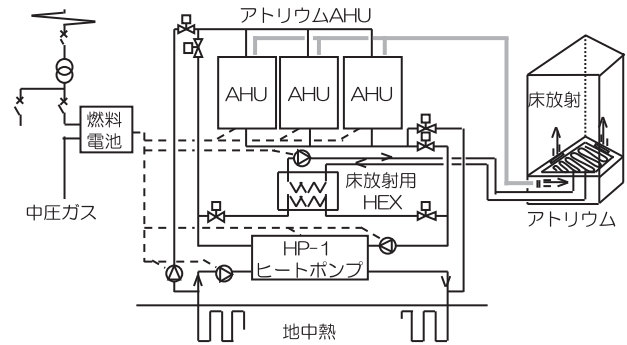 アトリウムAHU
AHU
AHU
AHU
床放射
燃料
電池
床放射用
HEX
中圧ガス
アトリウム
HP-1
ヒートポンプ
地中熱